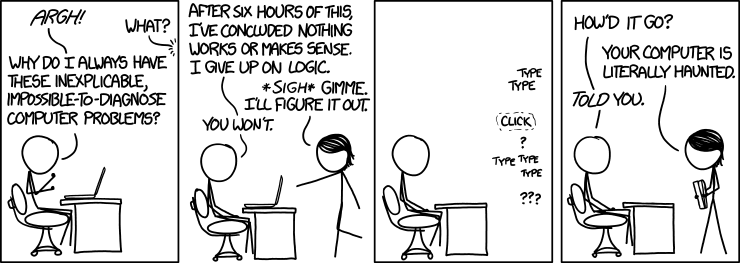 ARGH!
WHAT?
WHY DO I ALWAYS HAVE
THESE INEXPLICABLE,
IMPOSSIBLE-TO-DIAGNOSE
COMPUTER PROBLEMS?
AFTER SIX HOURS OF THIS,
I'VE CONCLUDED NOTHING
WORKS OR MAKES SENSE.
I GIVE UP ON LOGIC.
*SIGH* GIMME.
I'LL FIGURE IT OUT.
YOU WON'T.
TYPE
TYPE
CLICK
?
TYPE TYPE
TYPE
???
HOW'D IT GO?
YOUR COMPUTER IS
LITERALLY HAUNTED.
TOLD YOU.